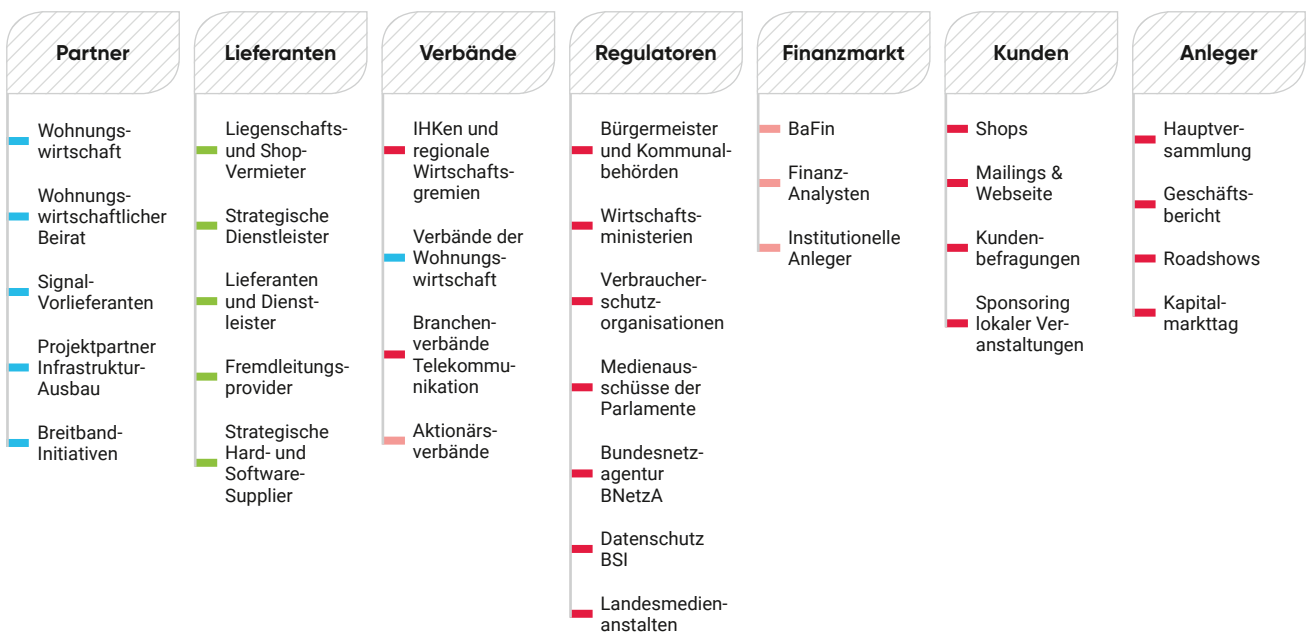 Partner
Wohnungs-
wirtschaft
Wohnungs-
wirtschaftlicher
Beirat
Signal-
Vorlieferanten
Projektpartner
Infrastruktur-
Ausbau
Breitband-
Initiativen
Lieferanten
Liegenschafts-
und Shop-
Vermieter
Strategische
Dienstleister
Lieferanten
und Dienst-
leister
Fremdleitungs-
provider
Strategische
Hard- und
Software-
Supplier
Verbände
IHKen und
regionale
Wirtschafts-
gremien
Verbände der
Wohnungs-
wirtschaft
Branchen-
verbände
Telekommu-
nikation
Aktionärs-
verbände
Regulatoren
Bürgermeister
und Kommunal-
behörden
Wirtschafts-
ministerien
Verbraucher-
schutz-
organisationen
Medienaus-
schüsse der
Parlamente
Bundesnetz-
agentur
BNetzA
Datenschutz
BSI
Landesmedien-
anstalten
Finanzmarkt
BaFin
Finanz-
Analysten
Institutionelle
Anleger
Kunden
Shops
Mailings &
Webseite
Kunden-
befragungen
Sponsoring
lokaler Ver-
anstaltungen
Anleger
Hauptver-
sammlung
Geschäfts-
bericht
Roadshows
Kapital-
markttag